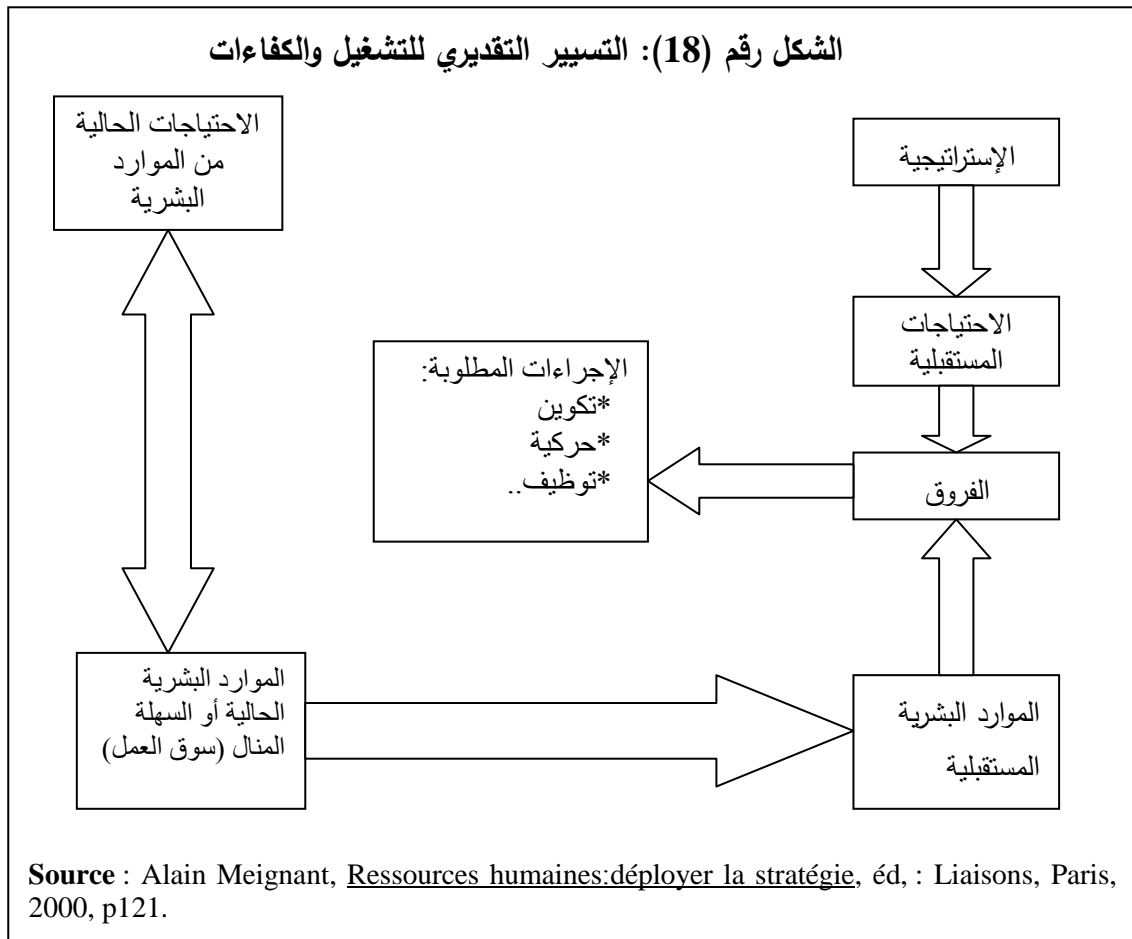 الشكل رقم (18): التسيير التقديري للتشغيل والكفاءات
الإستراتيجية
الاحتياجات الحالية
من الموارد
البشرية
الاحتياجات
المستقبلية
الإجراءات المطلوبة:
*تكوين
*حركية
*توظيف..
الفروق
الموارد البشرية
المستقبلية
الموارد البشرية
الحالية أو السهلة
المنال (سوق العمل)
Source : Alain Meignant, Ressources humaines:déployer la stratégie, éd, : Liaisons, Paris,
2000, p121.